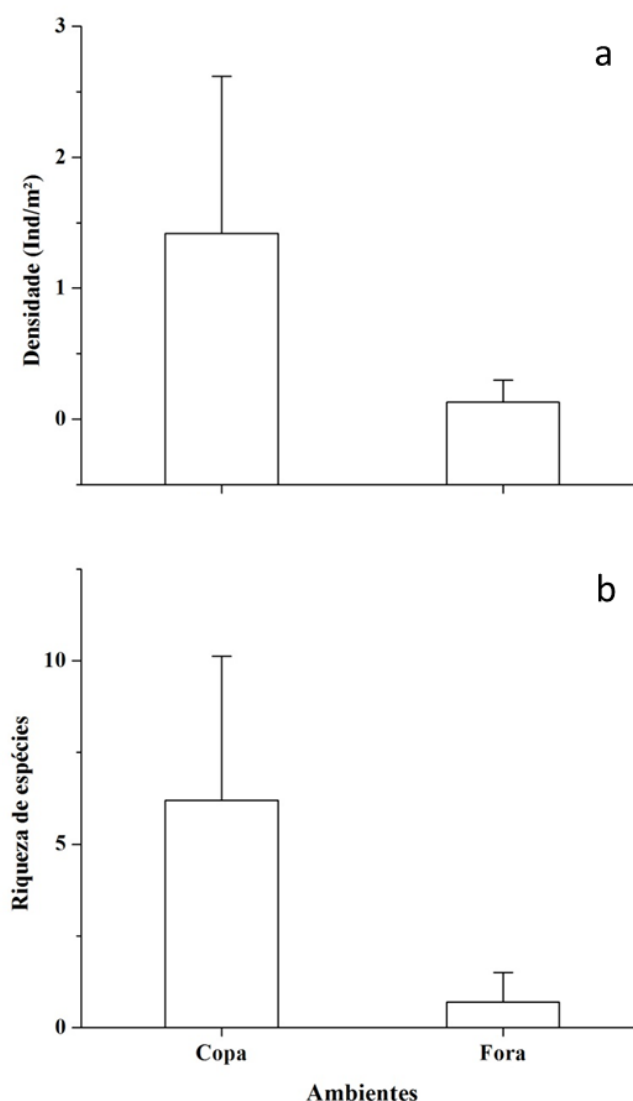 a
3
2
1
0
Densidade (Ind/m²)
b
10
5
0
Riqueza de espécies
Copa
Fora
Ambientes